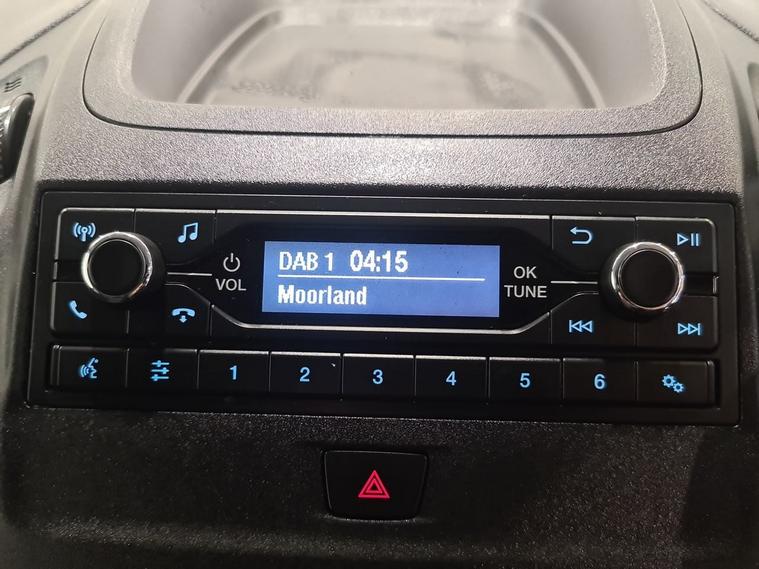 DAB 1 04:15
Moorland
VOL
OK
TUNE
1 2 3 4 5 6